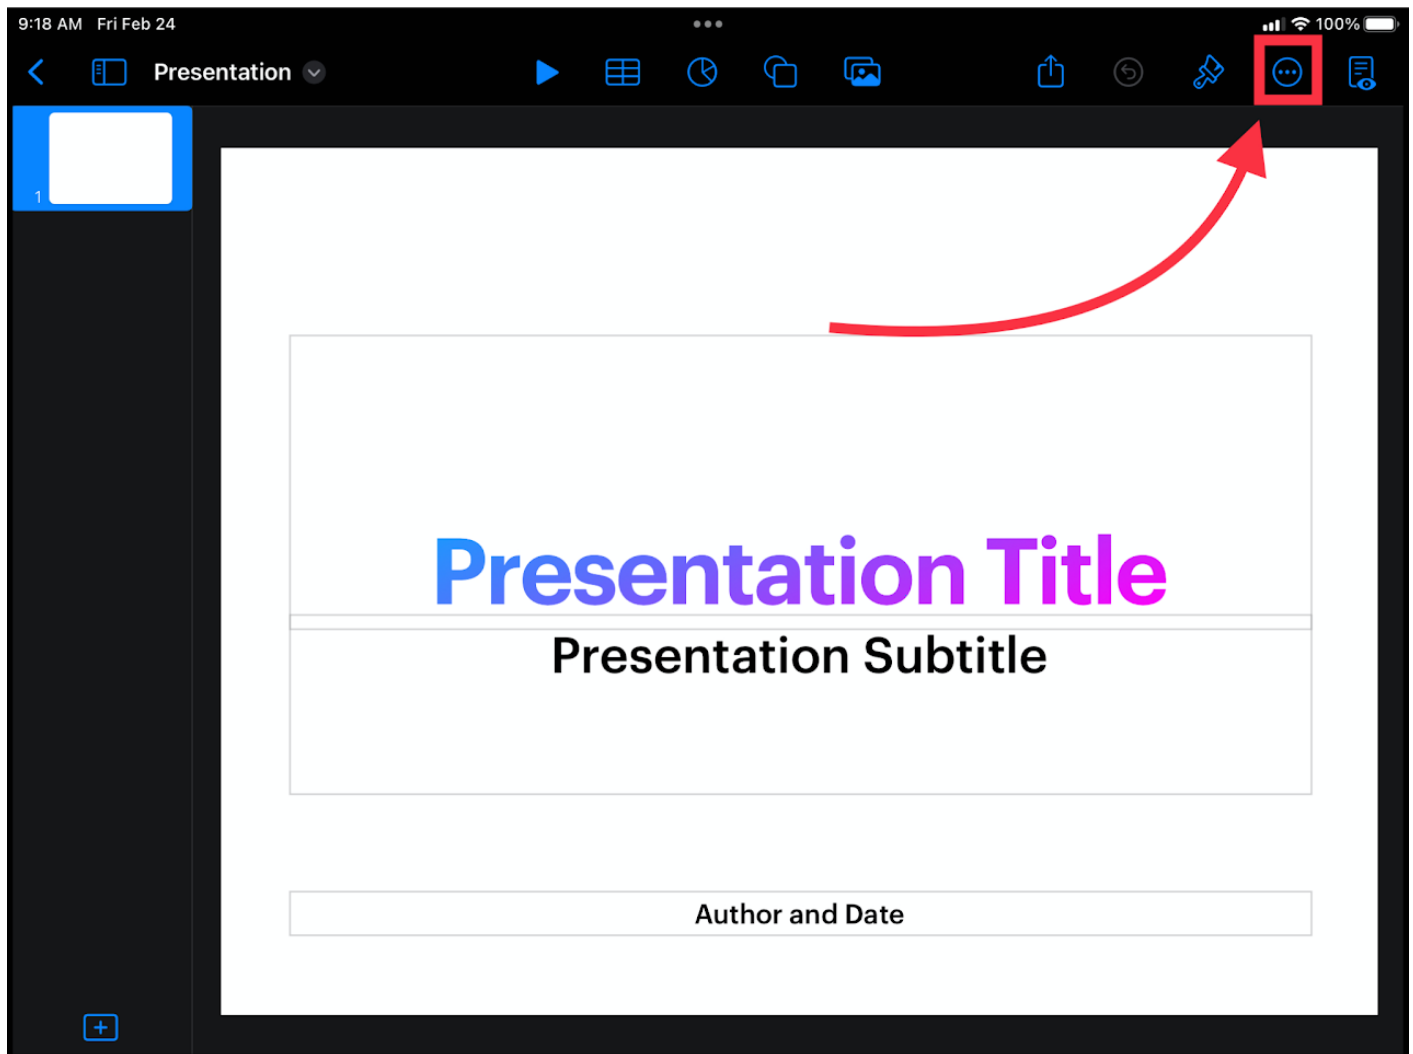 9:18 AM Fri Feb 24
100%
Presentation
1
Presentation Title
Presentation Subtitle
Author and Date